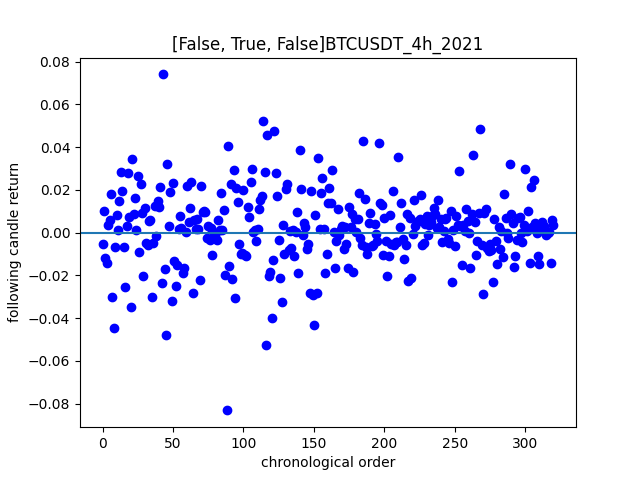 [False, True, False]BTCUSDT_4h_2021
0.08
0.06
0.04
0.02
0.00
−0.02
−0.04
−0.06
−0.08
following candle return
0 50 100 150 200 250 300
chronological order